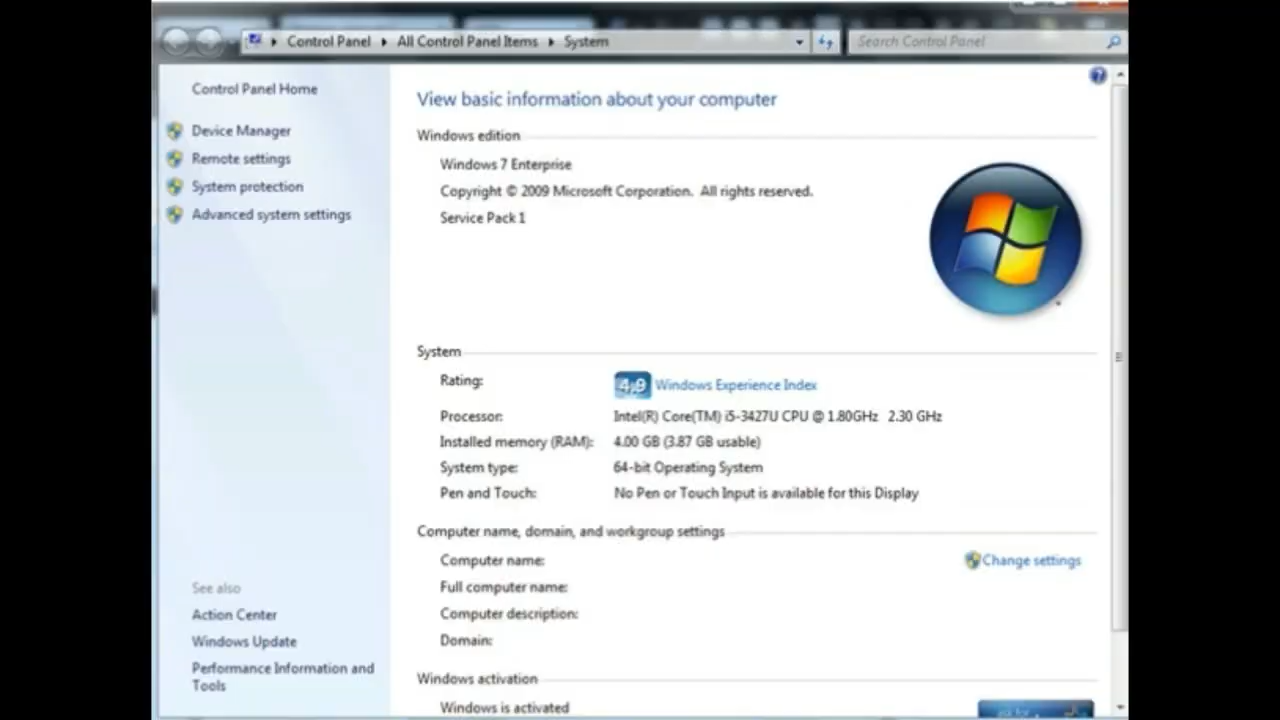 Control Panel ▸ All Control Panel Items ▸ System
Search Control Panel
Control Panel Home
Device Manager
Remote settings
System protection
Advanced system settings
See also
Action Center
Windows Update
Performance Information and
Tools
View basic information about your computer
Windows edition
Windows 7 Enterprise
Copyright © 2009 Microsoft Corporation. All rights reserved.
Service Pack 1
System
Rating: 4,9 Windows Experience Index
Processor: Intel(R) Core(TM) i5-3427U CPU @ 1.80GHz 2.30 GHz
Installed memory (RAM): 4.00 GB (3.87 GB usable)
System type: 64-bit Operating System
Pen and Touch: No Pen or Touch Input is available for this Display
Computer name, domain, and workgroup settings
Computer name: Change settings
Full computer name:
Computer description:
Domain:
Windows activation
Windows is activated
ask for